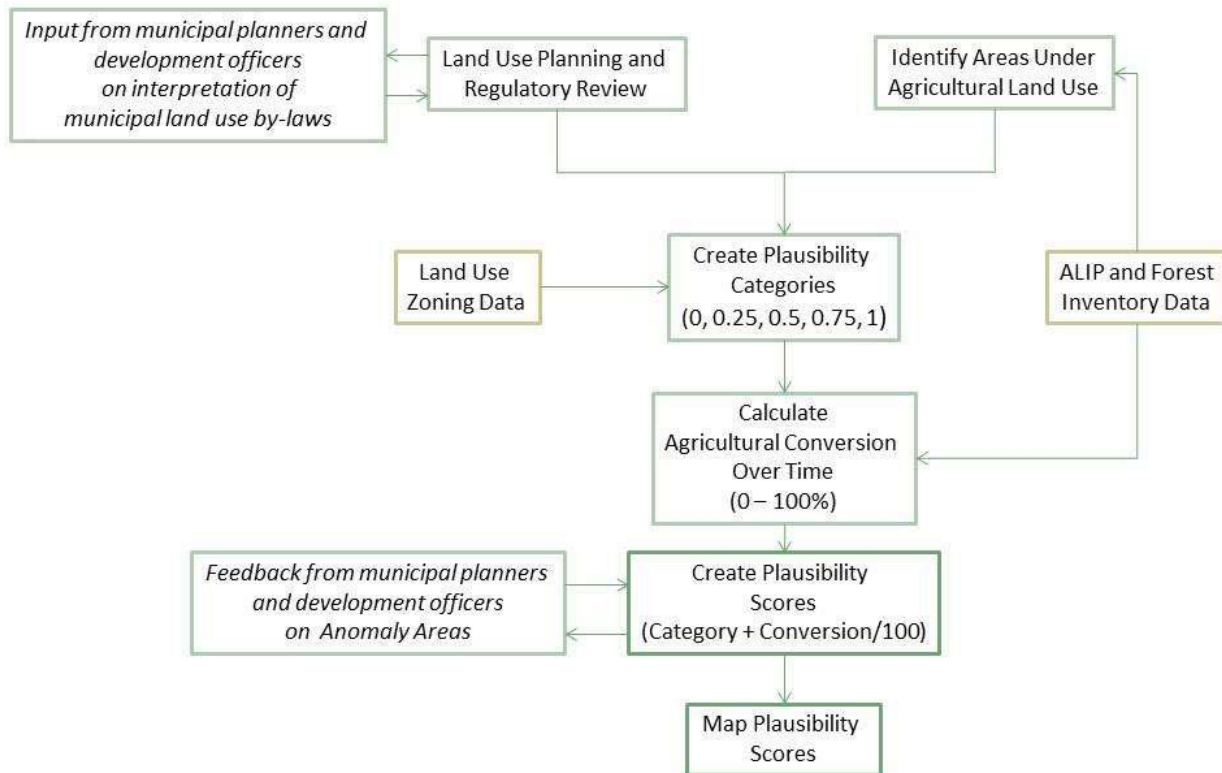 Input from municipal planners and
development officers
on interpretation of
municipal land use by-laws
Land Use Planning and
Regulatory Review
Identify Areas Under
Agricultural Land Use
Land Use
Zoning Data
Create Plausibility
Categories
(0, 0.25, 0.5, 0.75, 1)
ALIP and Forest
Inventory Data
Calculate
Agricultural Conversion
Over Time
(0 – 100%)
Feedback from municipal planners
and development officers
on Anomaly Areas
Create Plausibility
Scores
(Category + Conversion/100)
Map Plausibility
Scores